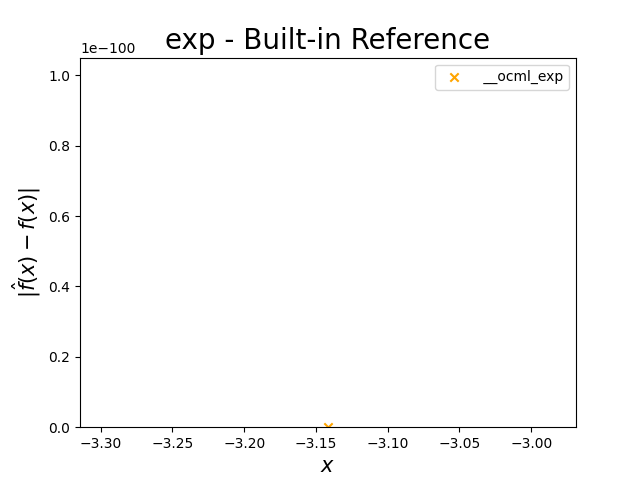 exp - Built-in Reference
1e−100
1.0
0.8
0.6
0.4
0.2
0.0
|f̂(x) − f(x)|
__ocml_exp
−3.30 −3.25 −3.20 −3.15 −3.10 −3.05 −3.00
x